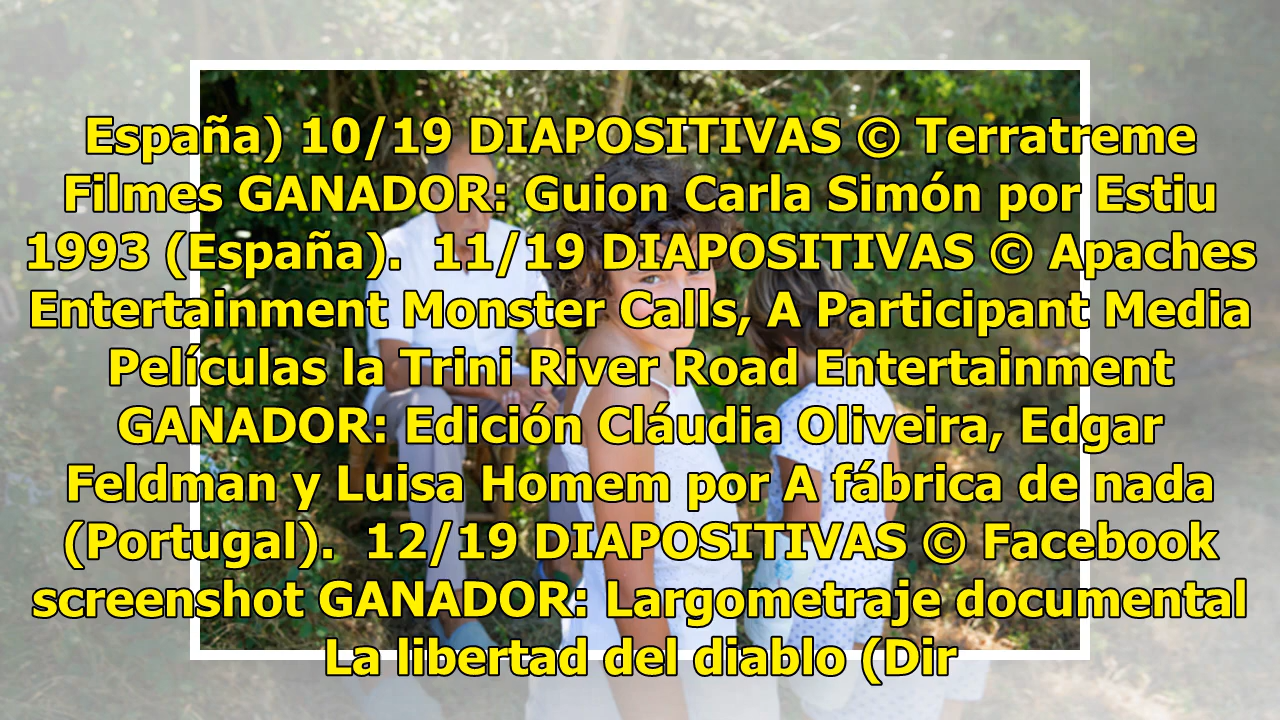 España) 10/19 DIAPOSITIVAS © Terratreme
Filmes GANADOR: Guion Carla Simón por Estiu
1993 (España).  11/19 DIAPOSITIVAS © Apaches
Entertainment Monster Calls, A Participant Media
Películas la Trini River Road Entertainment
GANADOR: Edición Cláudia Oliveira, Edgar
Feldman y Luisa Homem por A fábrica de nada
(Portugal).  12/19 DIAPOSITIVAS © Facebook
screenshot GANADOR: Largometraje documental
La libertad del diablo (Dir